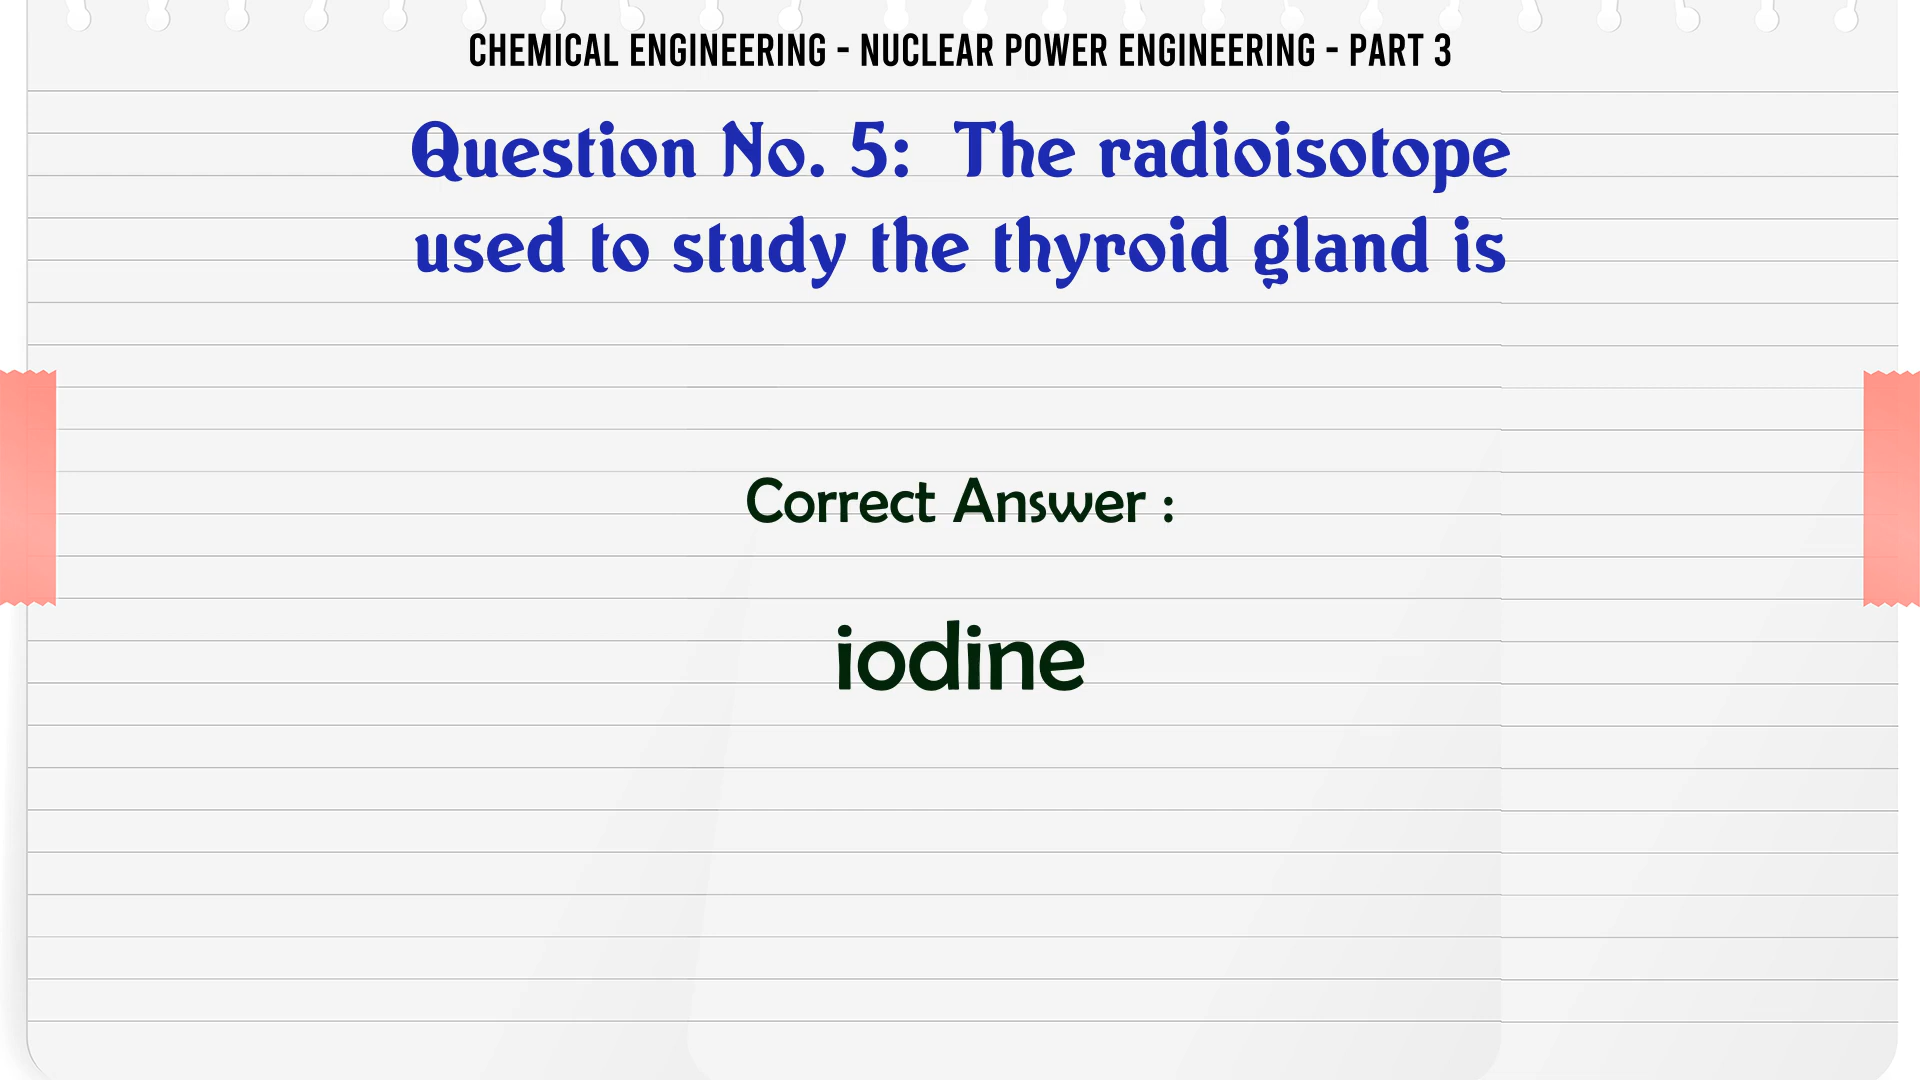 CHEMICAL ENGINEERING - NUCLEAR POWER ENGINEERING - PART 3
Question No. 5: The radioisotope
used to study the thyroid gland is
Correct Answer :
iodine